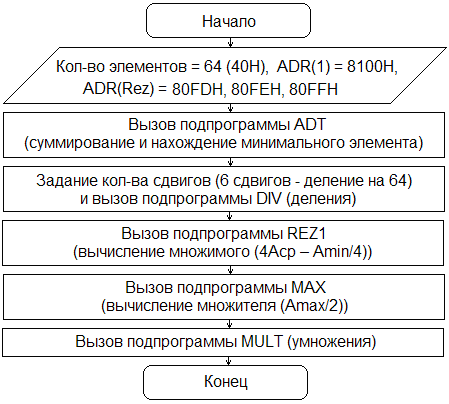 Начало
Кол-во элементов = 64 (40H), ADR(1) = 8100H,
ADR(Rez) = 80FDH, 80FEH, 80FFH
Вызов подпрограммы ADT
(суммирование и нахождение минимального элемента)
Задание кол-ва сдвигов (6 сдвигов - деление на 64)
и вызов подпрограммы DIV (деления)
Вызов подпрограммы REZ1
(вычисление множимого (4Аср – Amin/4))
Вызов подпрограммы MAX
(вычисление множителя (Amax/2))
Вызов подпрограммы MULT (умножения)
Конец